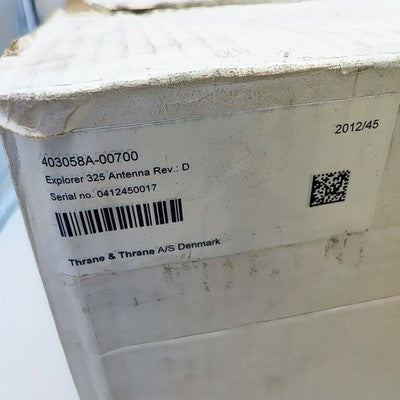 2012/45
403058A-00700
Explorer 325 Antenna Rev.: D
Serial no. 0412450017
Thrane & Thrane A/S Denmark